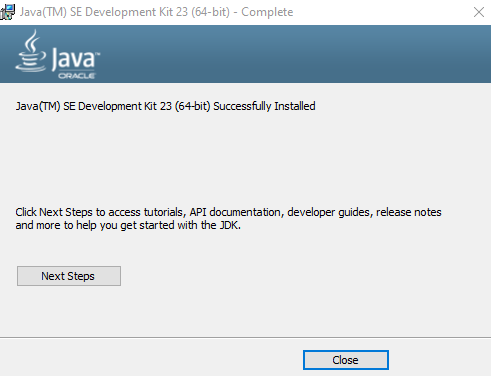 Java(TM) SE Development Kit 23 (64-bit) - Complete
Java
ORACLE
Java(TM) SE Development Kit 23 (64-bit) Successfully Installed
Click Next Steps to access tutorials, API documentation, developer guides, release notes
and more to help you get started with the JDK.
Next Steps
Close